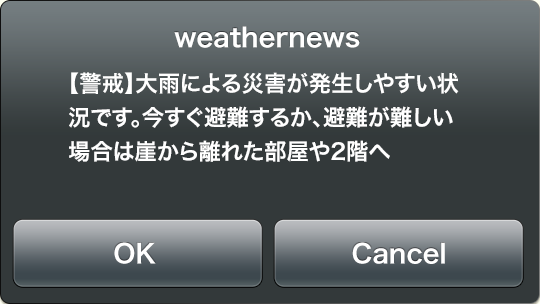 weathernews
【警戒】大雨による災害が発生しやすい状
況です。今すぐ避難するか、避難が難しい
場合は崖から離れた部屋や2階へ
OK
Cancel